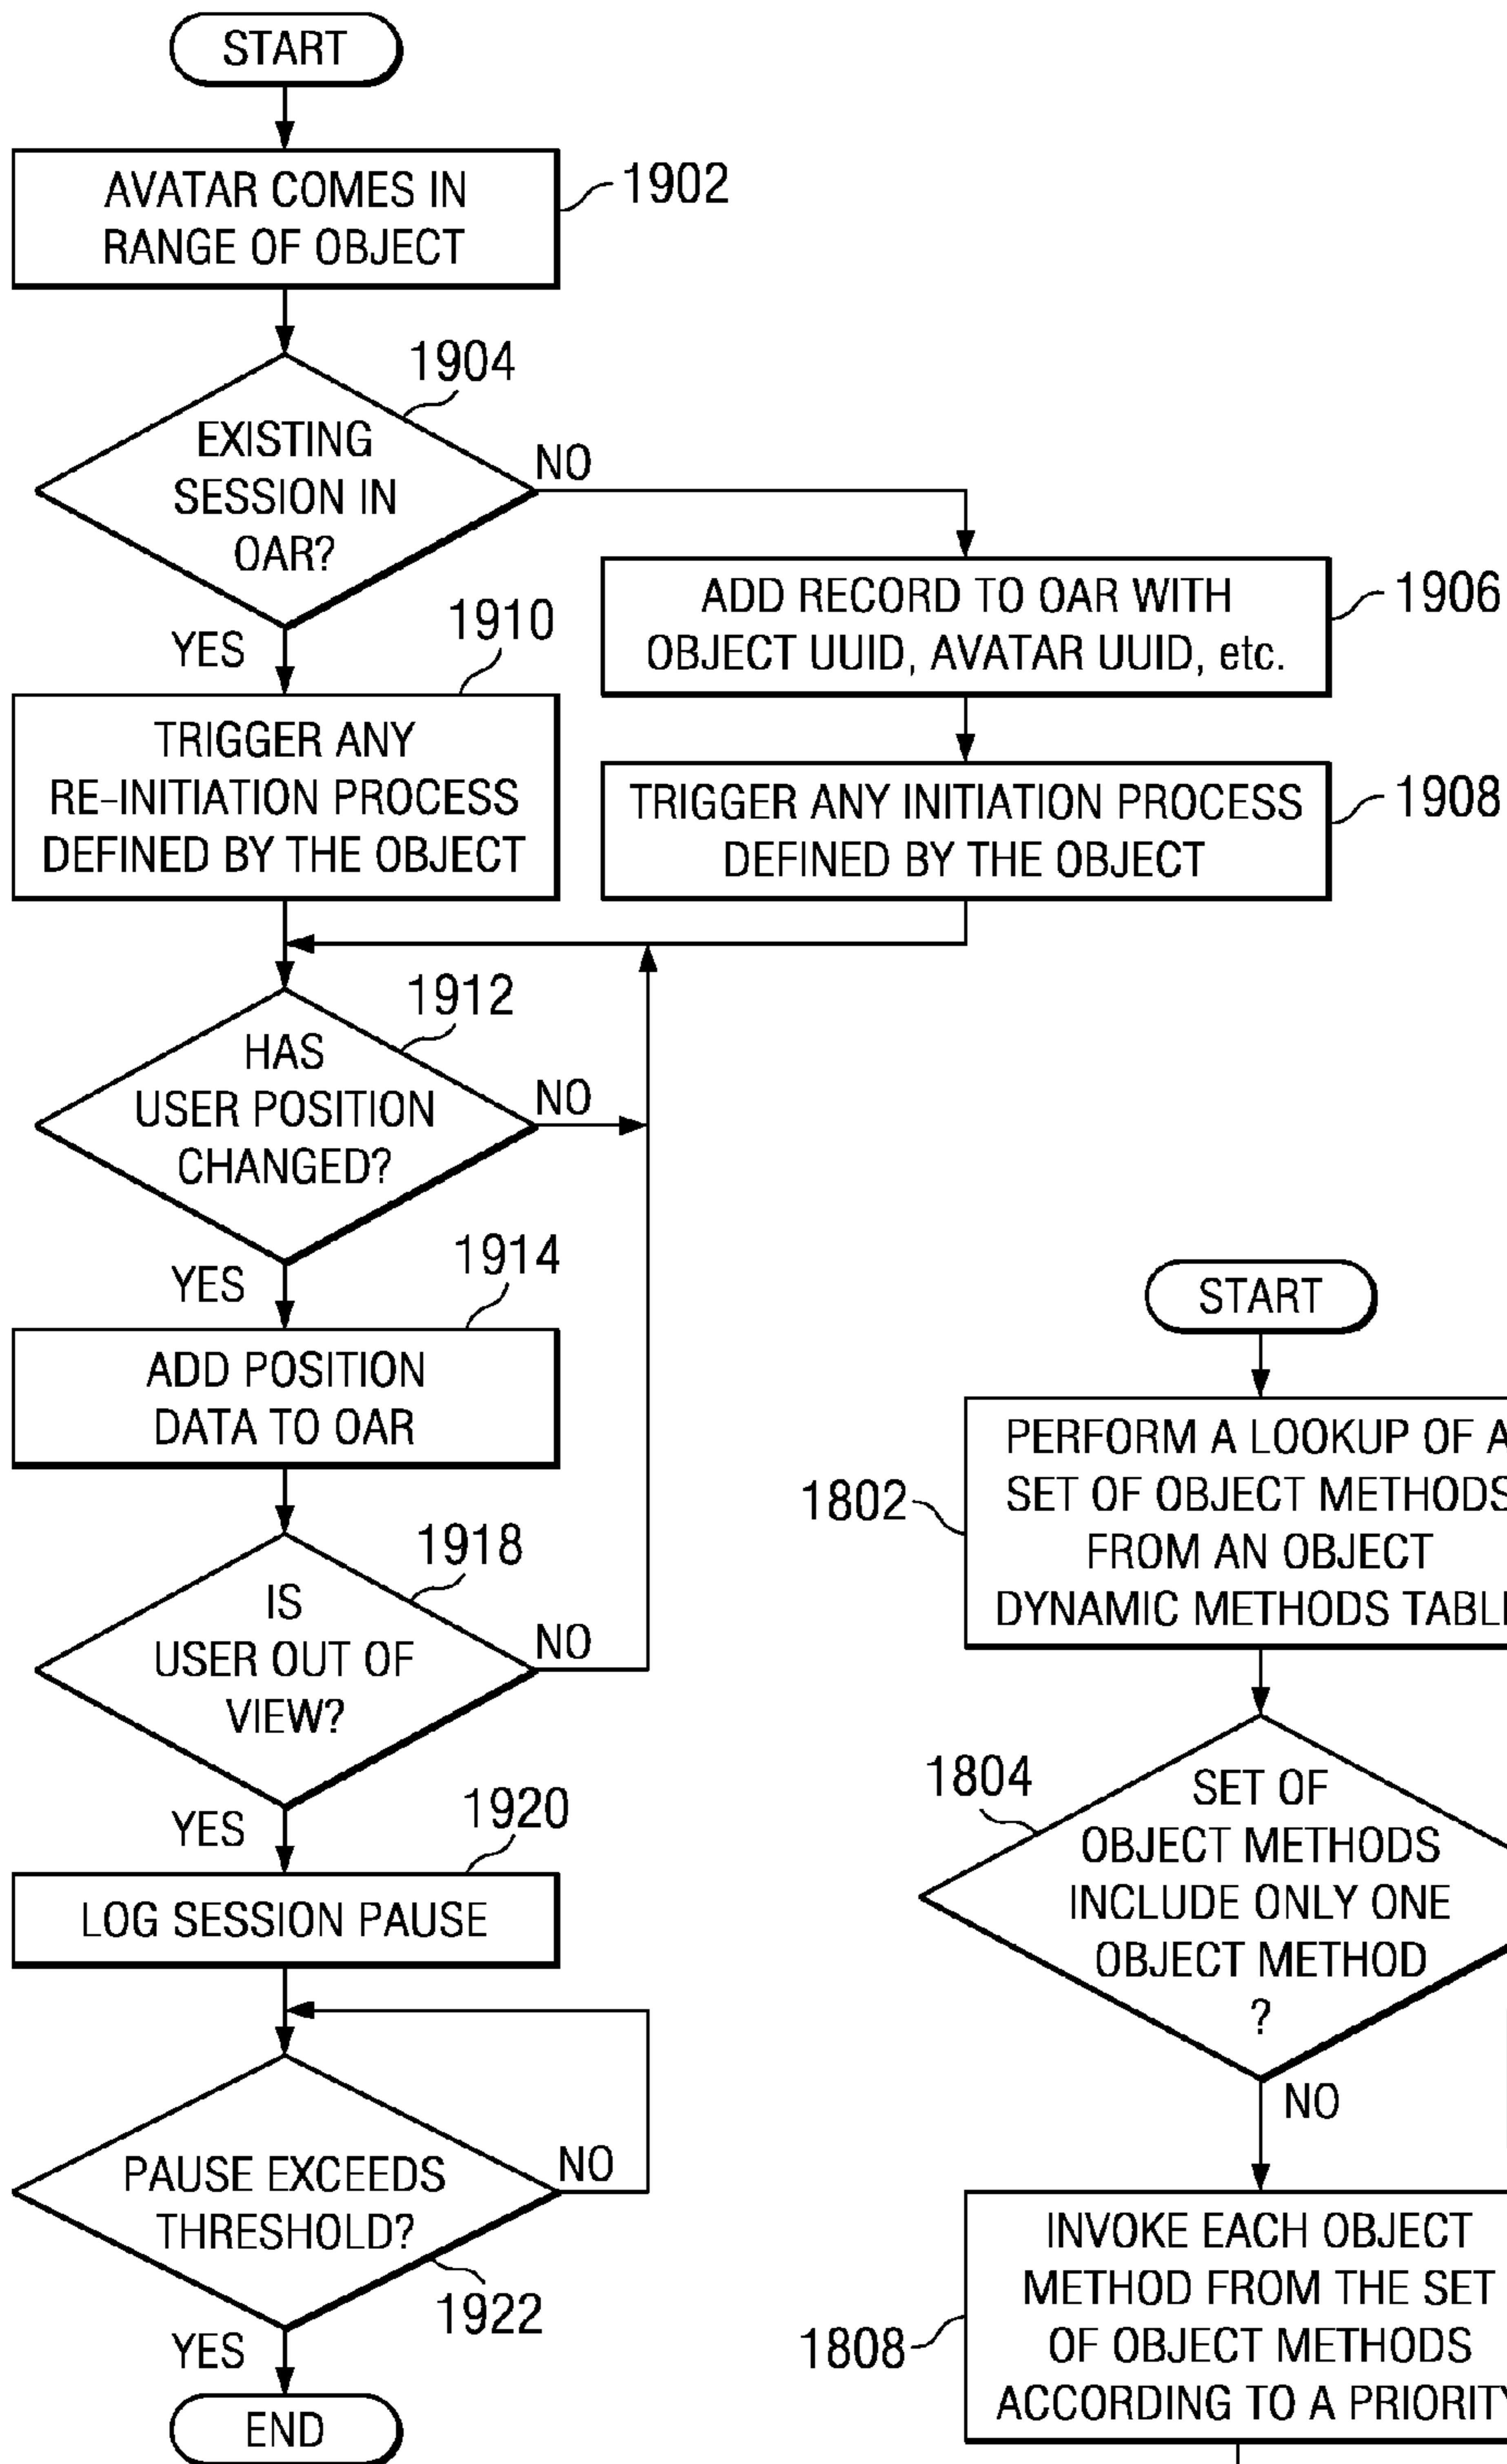 START
AVATAR COMES IN
RANGE OF OBJECT
1902
1904
EXISTING
SESSION IN
OAR?
NO
YES
ADD RECORD TO OAR WITH
OBJECT UUID, AVATAR UUID, etc.
1906
1910
TRIGGER ANY
RE-INITIATION PROCESS
DEFINED BY THE OBJECT
TRIGGER ANY INITIATION PROCESS
DEFINED BY THE OBJECT
1908
1912
HAS
USER POSITION
CHANGED?
NO
YES
1914
ADD POSITION
DATA TO OAR
1918
IS
USER OUT OF
VIEW?
NO
YES
1920
LOG SESSION PAUSE
PAUSE EXCEEDS
THRESHOLD?
NO
1922
YES
END
START
PERFORM A LOOKUP OF A
SET OF OBJECT METHODS
FROM AN OBJECT
DYNAMIC METHODS TABLE
1802
1804
SET OF
OBJECT METHODS
INCLUDE ONLY ONE
OBJECT METHOD
?
NO
INVOKE EACH OBJECT
METHOD FROM THE SET
OF OBJECT METHODS
ACCORDING TO A PRIORITY
1808